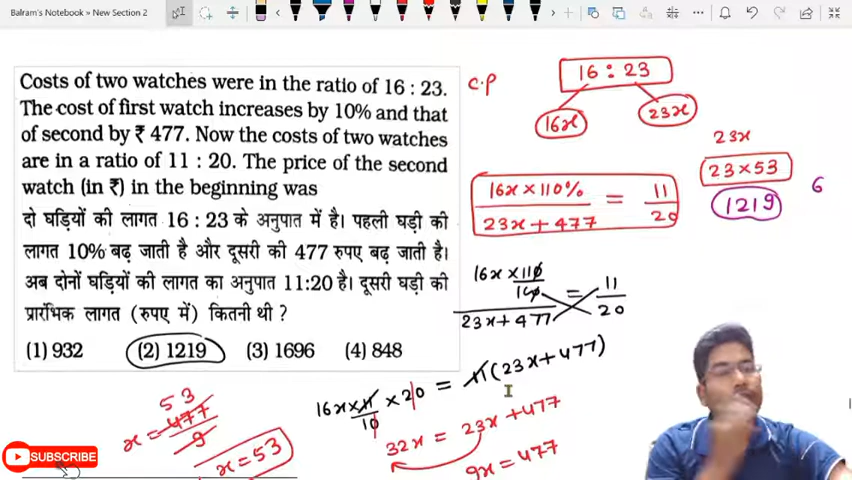 Balram's Notebook » New Section 2
Costs of two watches were in the ratio of 16 : 23.
The cost of first watch increases by 10% and that
of second by ₹ 477. Now the costs of two watches
are in a ratio of 11 : 20. The price of the second
watch (in ₹) in the beginning was
दो घड़ियों की लागत 16 : 23 के अनुपात में है। पहली घड़ी की
लागत 10% बढ़ जाती है और दूसरी की 477 रुपए बढ़ जाती है।
अब दोनों घड़ियों की लागत का अनुपात 11:20 है। दूसरी घड़ी की
प्रारंभिक लागत (रुपए में) कितनी थी ?
(1) 932 (2) 1219 (3) 1696 (4) 848
C.P 16 : 23
16x 23x
23x
23×53
1219
6
16x × 110% / 23x + 477 = 11 / 20
16x × 110 / 100 / 23x + 477 = 11 / 20
16x × 11 / 10 × 20 = 11 (23x + 477)
32x = 23x + 477
9x = 477
53
x = 477 / 9
x = 53
SUBSCRIBE